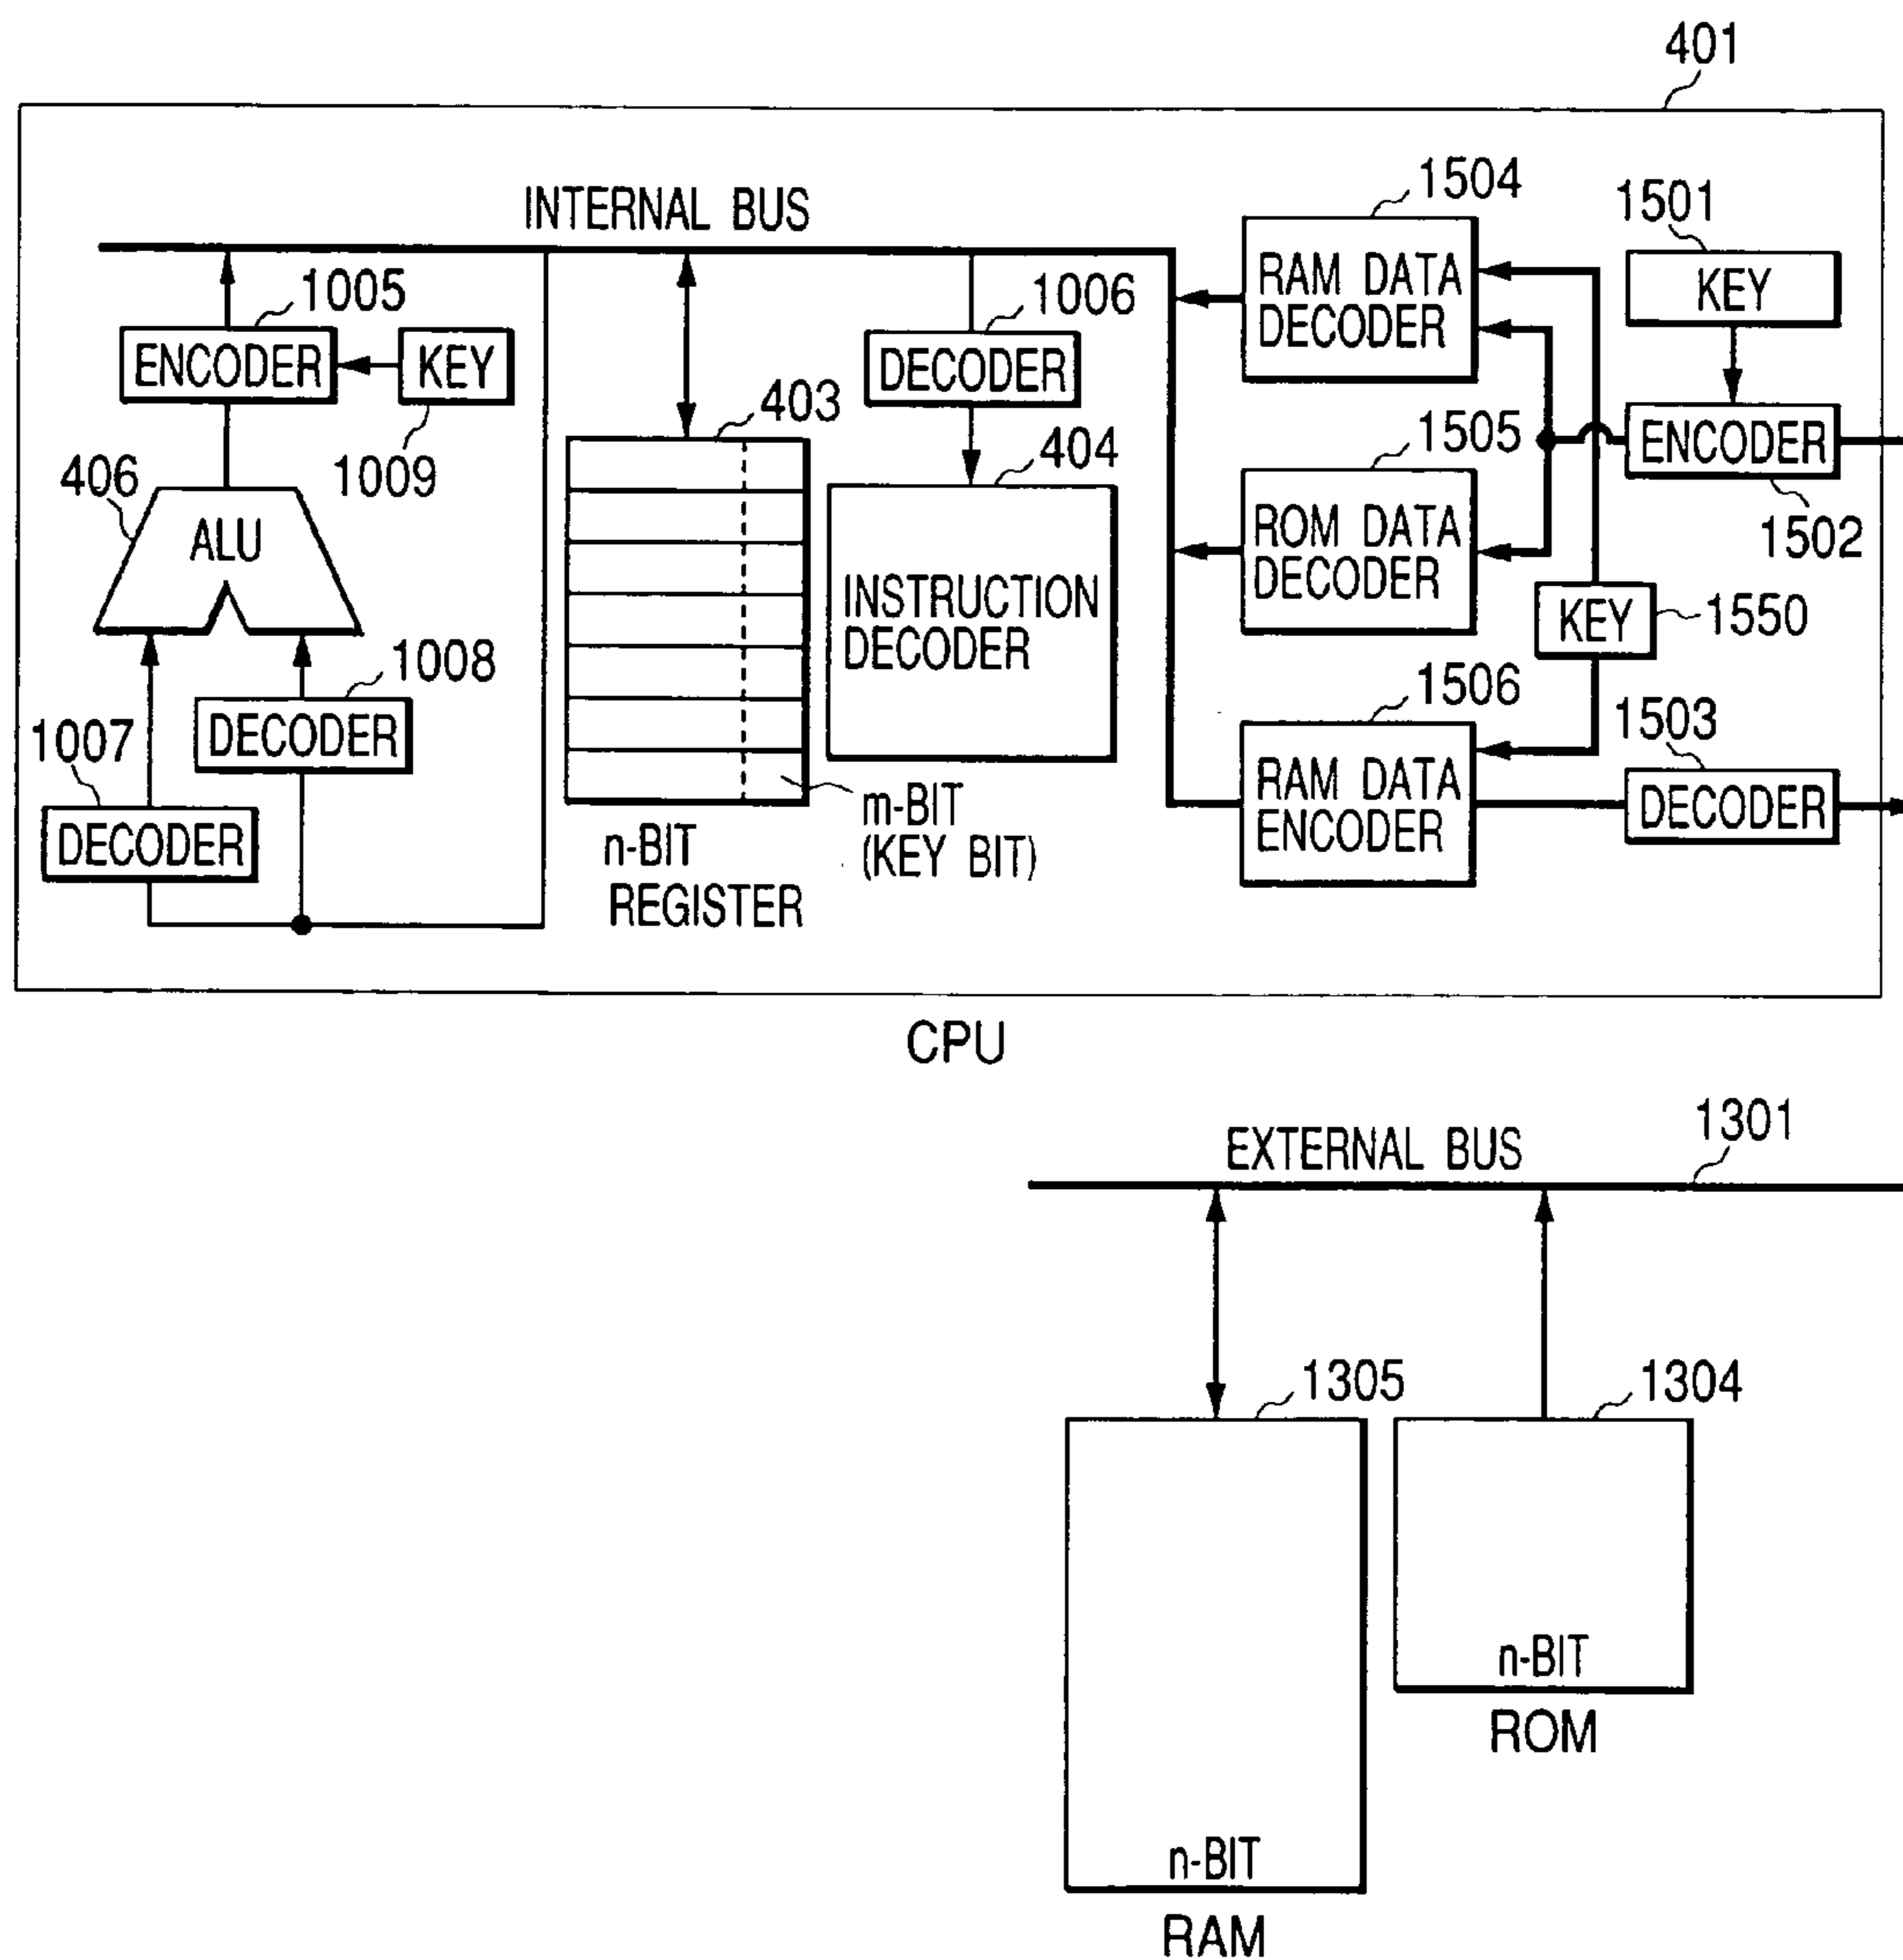 401
INTERNAL BUS
1504
1501
RAM DATA
DECODER
KEY
1005
1006
ENCODER
KEY
DECODER
403
1505
ENCODER
1009
404
406
ALU
ROM DATA
DECODER
1502
INSTRUCTION
DECODER
KEY
1550
1008
1506
1503
1007
DECODER
RAM DATA
ENCODER
DECODER
DECODER
m-BIT
(KEY BIT)
n-BIT
REGISTER
CPU
1301
EXTERNAL BUS
1305
1304
n-BIT
ROM
n-BIT
RAM